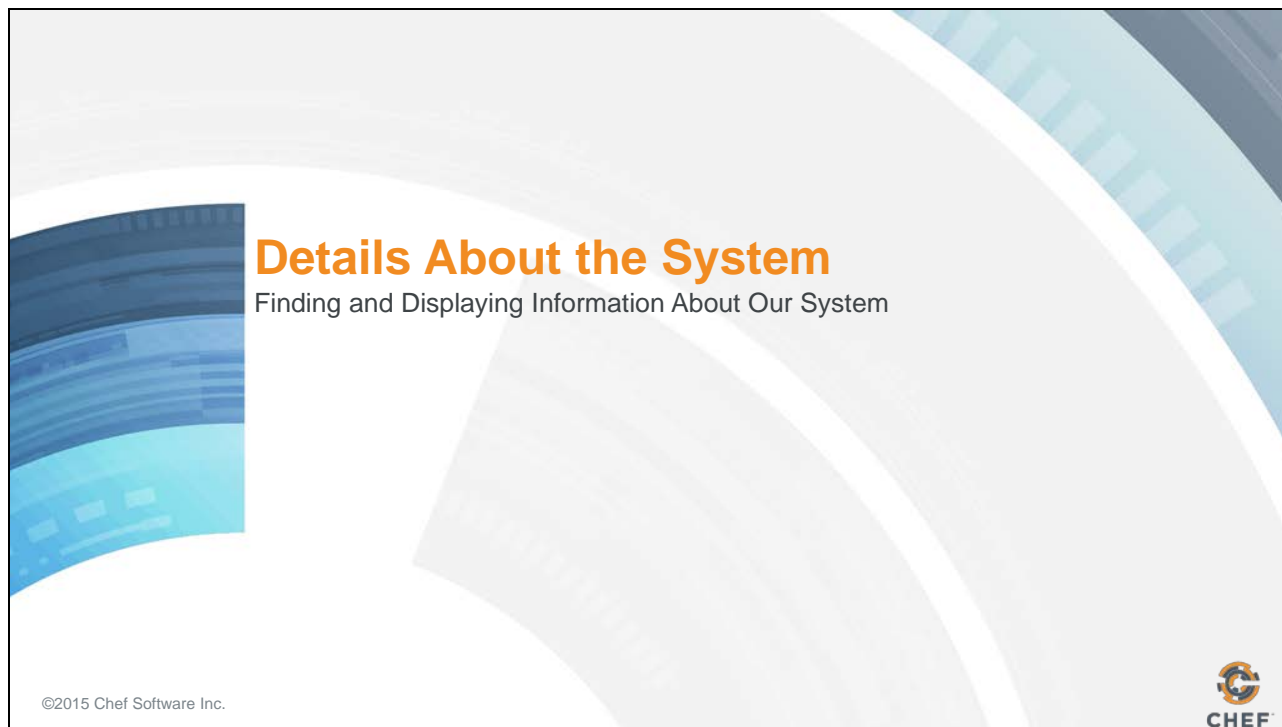 Details About the System
Finding and Displaying Information About Our System
©2015 Chef Software Inc.
CHEF